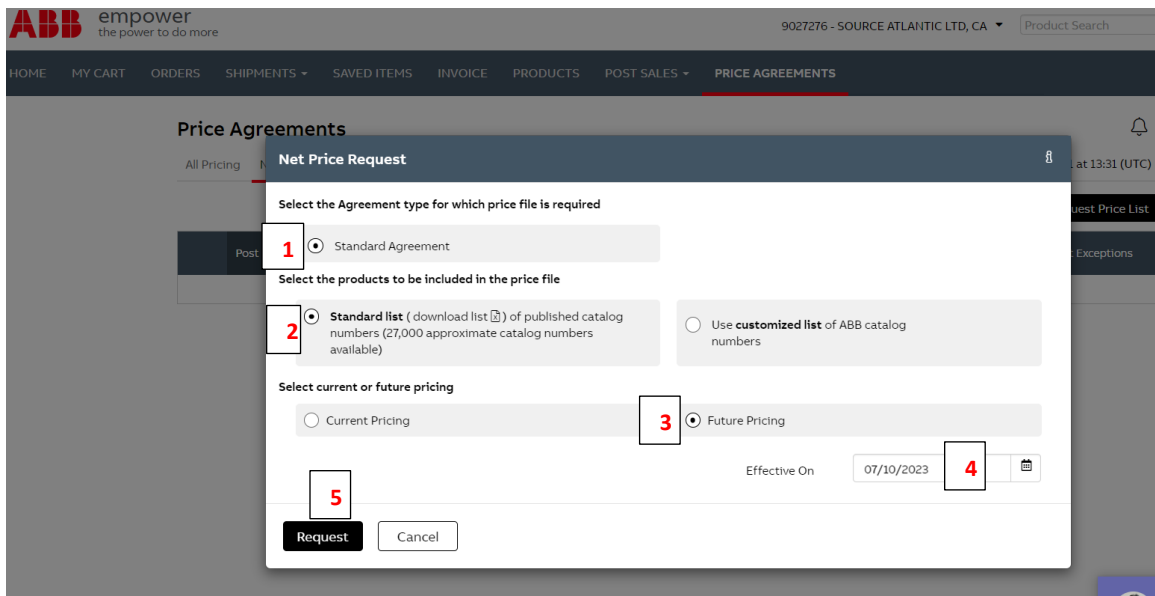 ABB empower
the power to do more
9027276 - SOURCE ATLANTIC LTD, CA
Product Search
HOME MY CART ORDERS SHIPMENTS SAVED ITEMS INVOICE PRODUCTS POST SALES PRICE AGREEMENTS
Price Agreements
All Pricing
Net Price Request
at 13:31 (UTC)
Select the Agreement type for which price file is required
uest Price List
1 Standard Agreement
Post
Exceptions
Select the products to be included in the price file
2 Standard list ( download list ) of published catalog
numbers (27,000 approximate catalog numbers
available)
Use customized list of ABB catalog
numbers
Select current or future pricing
Current Pricing
3 Future Pricing
Effective On 07/10/2023 4
5
Request Cancel